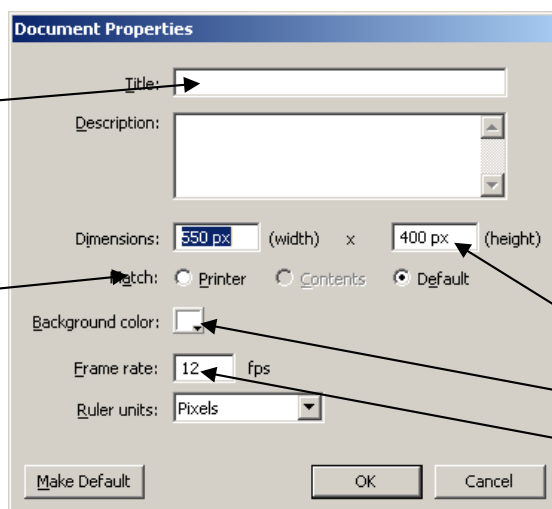 Document Properties
Title:
Description:
Dimensions: 550 px (width) x 400 px (height)
Match: Printer Contents Default
Background color:
Frame rate: 12 fps
Ruler units: Pixels
Make Default OK Cancel